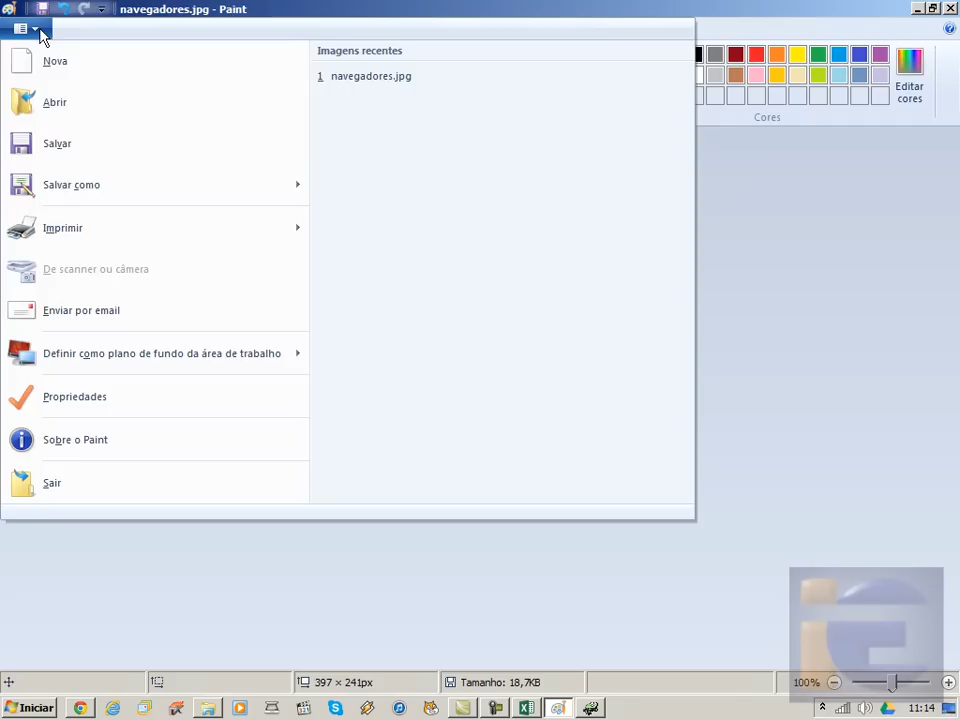 navegadores.jpg - Paint
Nova
Abrir
Salvar
Salvar como
Imprimir
De scanner ou câmera
Enviar por email
Definir como plano de fundo da área de trabalho
Propriedades
Sobre o Paint
Sair
Imagens recentes
1 navegadores.jpg
Editar
cores
Cores
397 × 241px
Tamanho: 18,7KB
100%
Iniciar
11:14